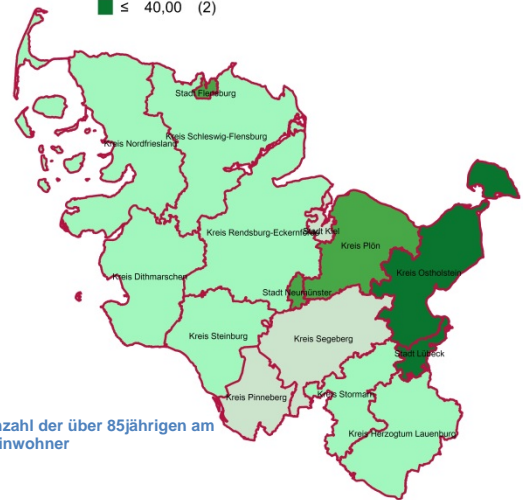 ≤ 40,00 (2)
Stadt Flensburg
Kreis Schleswig-Flensburg
Kreis Nordfriesland
Kreis Rendsburg-Eckernförde
Stadt Kiel
Kreis Plön
Kreis Ostholstein
Kreis Dithmarschen
Stadt Neumünster
Kreis Steinburg
Kreis Segeberg
Stadt Lübeck
Kreis Pinneberg
Kreis Stormarn
Kreis Herzogtum Lauenburg
nzahl der über 85jährigen am
inwohner